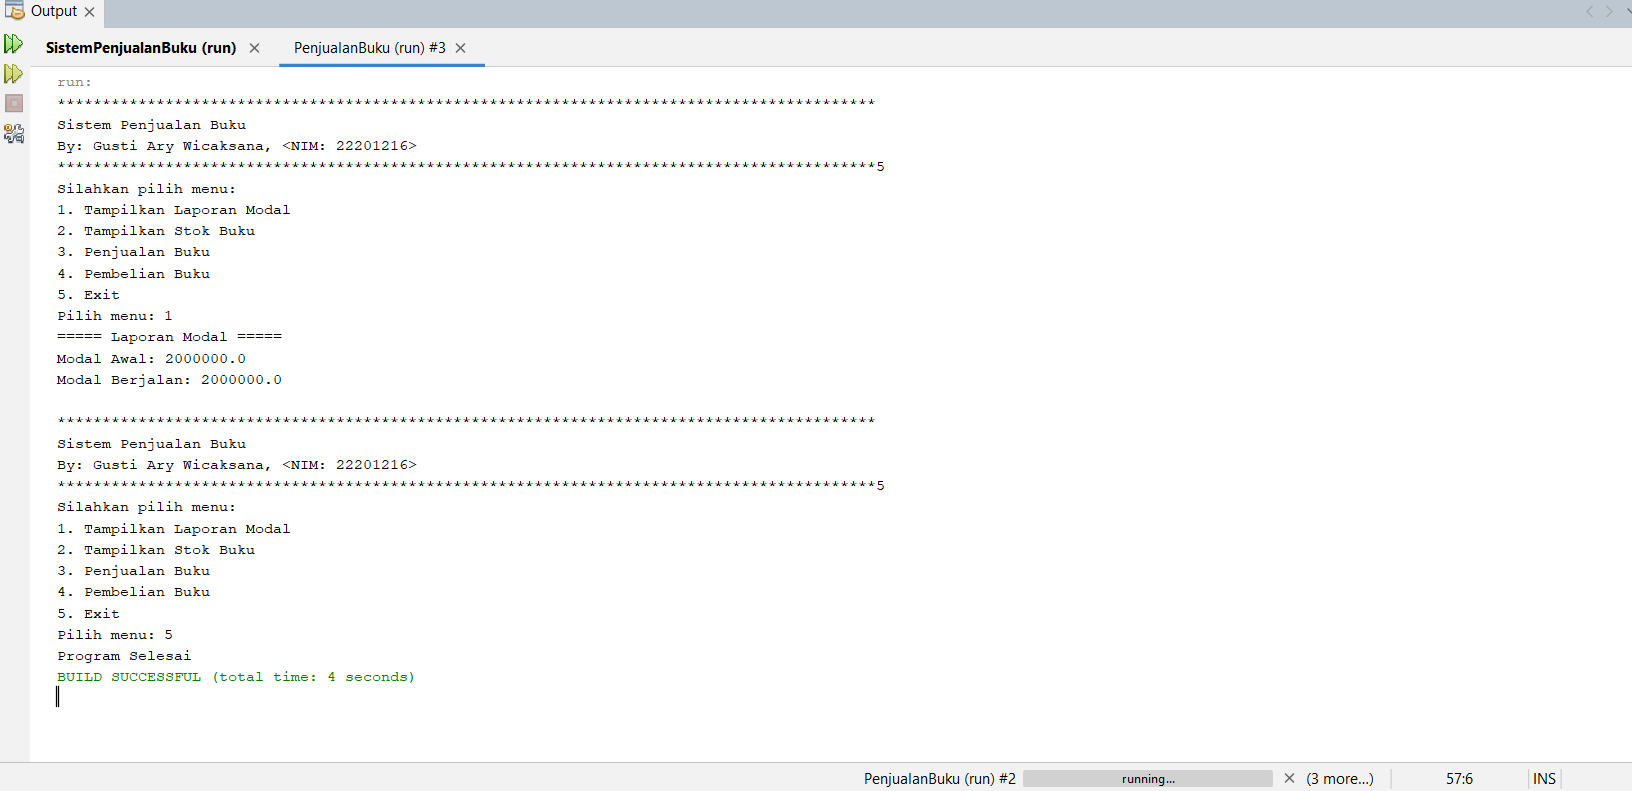 Output
SistemPenjualanBuku (run)
PenjualanBuku (run) #3
run:
*******************************************************************************************
Sistem Penjualan Buku
By: Gusti Ary Wicaksana, <NIM: 22201216>
*******************************************************************************************5
Silahkan pilih menu:
1. Tampilkan Laporan Modal
2. Tampilkan Stok Buku
3. Penjualan Buku
4. Pembelian Buku
5. Exit
Pilih menu: 1
===== Laporan Modal =====
Modal Awal: 2000000.0
Modal Berjalan: 2000000.0
*******************************************************************************************
Sistem Penjualan Buku
By: Gusti Ary Wicaksana, <NIM: 22201216>
*******************************************************************************************5
Silahkan pilih menu:
1. Tampilkan Laporan Modal
2. Tampilkan Stok Buku
3. Penjualan Buku
4. Pembelian Buku
5. Exit
Pilih menu: 5
Program Selesai
BUILD SUCCESSFUL (total time: 4 seconds)
PenjualanBuku (run) #2
running...
(3 more...)
57:6
INS